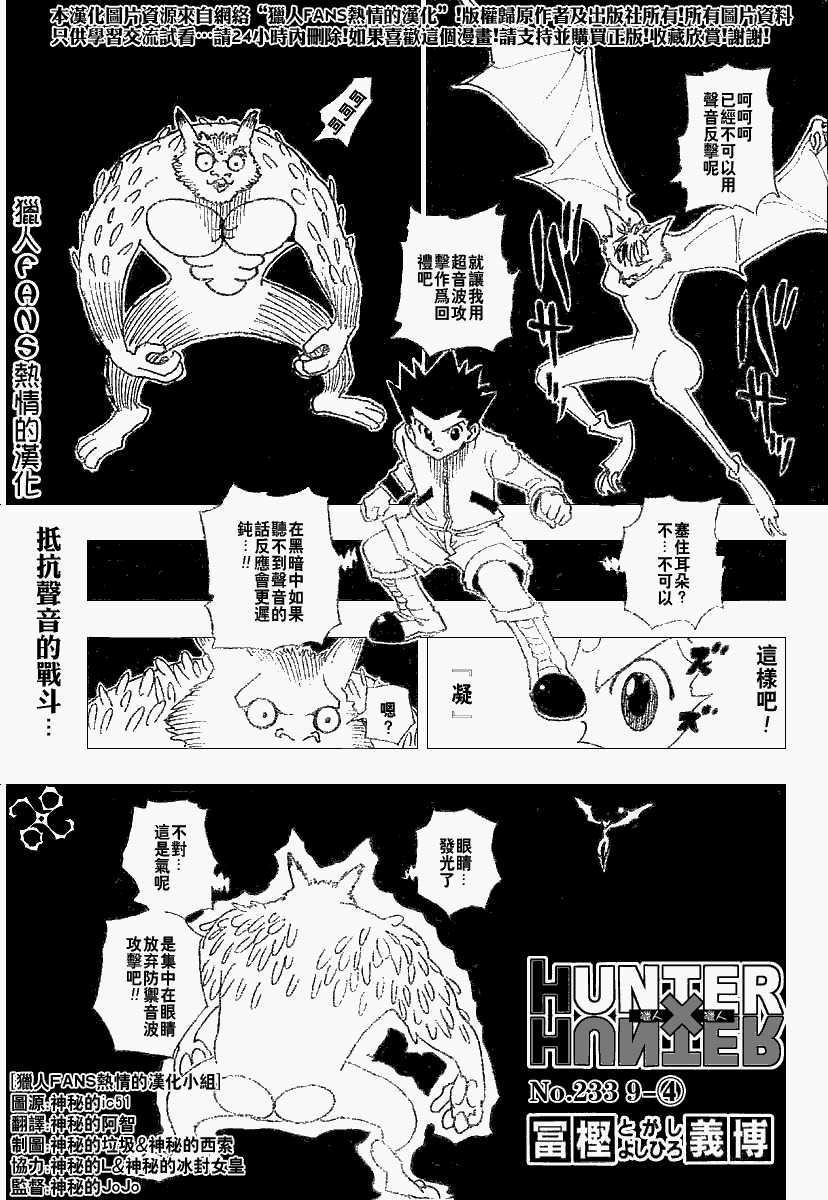 本漢化圖片資源來自網絡“獵人FANS熱情的漢化”!版權歸原作者及出版社所有!所有圖片資料
只供學習交流試看…請24小時內刪除!如果喜歡這個漫畫!請支持並購買正版!收藏欣賞!謝謝!
呵呵呵
已經不可以用
聲音反擊呢
呵呵呵
就讓我用
超音波攻
擊作爲回
禮吧
獵人FANS熱情的漢化
塞住耳朵?
不…不可以
在黑暗中如果
聽不到聲音的
話反應會更遲
鈍…!!
抵抗聲音的戰斗…
這樣吧!
『凝』
ズズ
ズズ
嗯?
眼睛…
發光了
不對…
這是氣呢
是集中在眼睛
放弃防禦音波
攻擊吧!!
HUNTER
×
獵人 獵人
HUNTER
No.233 9-④
冨樫義博
とがし
よしひろ
[獵人FANS熱情的漢化小組]
圖源:神秘的ic51
翻譯:神秘的阿智
制圖:神秘的垃圾&神秘的西索
協力:神秘的L&神秘的冰封女皇
監督:神秘的JoJo